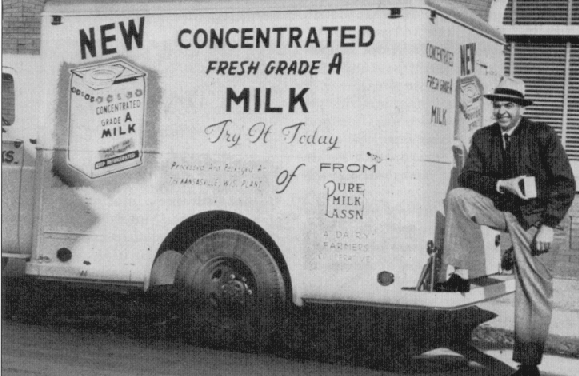 NEW
CONCENTRATED
FRESH GRADE A
MILK
Try It Today
of
FROM
PURE
MILK
ASSN
A DAIRY
FARMERS
CONCENTRATED
GRADE A
MILK
CONCENTRATED
FRESH GRADE A
MILK
NEW